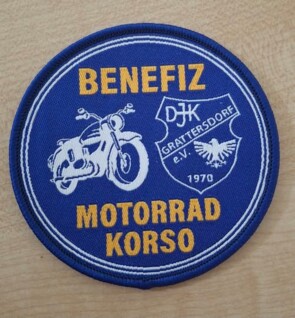 BENEFIZ
DJK
GRATTERSDORF
e.V.
1970
MOTORRAD
KORSO